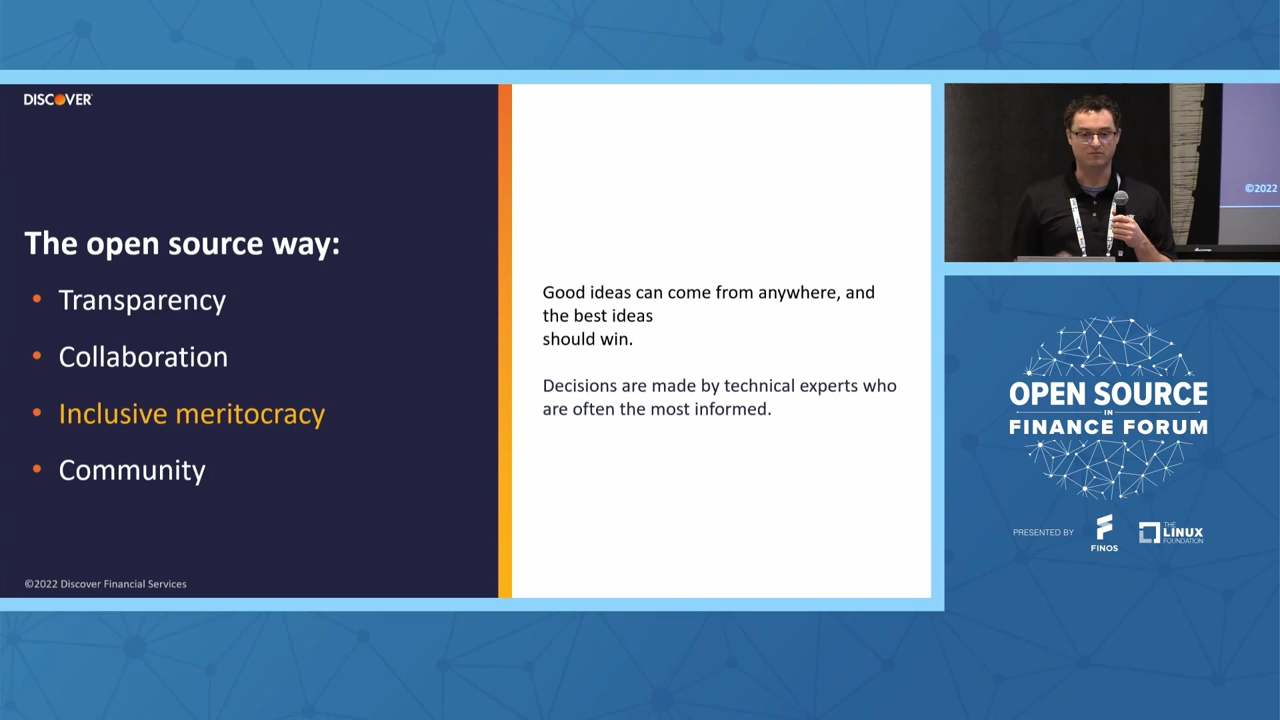 DISCOVER
The open source way:
• Transparency
• Collaboration
• Inclusive meritocracy
• Community
©2022 Discover Financial Services
Good ideas can come from anywhere, and
the best ideas
should win.
Decisions are made by technical experts who
are often the most informed.
©2022
OPEN SOURCE
IN
FINANCE FORUM
PRESENTED BY
FINOS
THE
LINUX
FOUNDATION